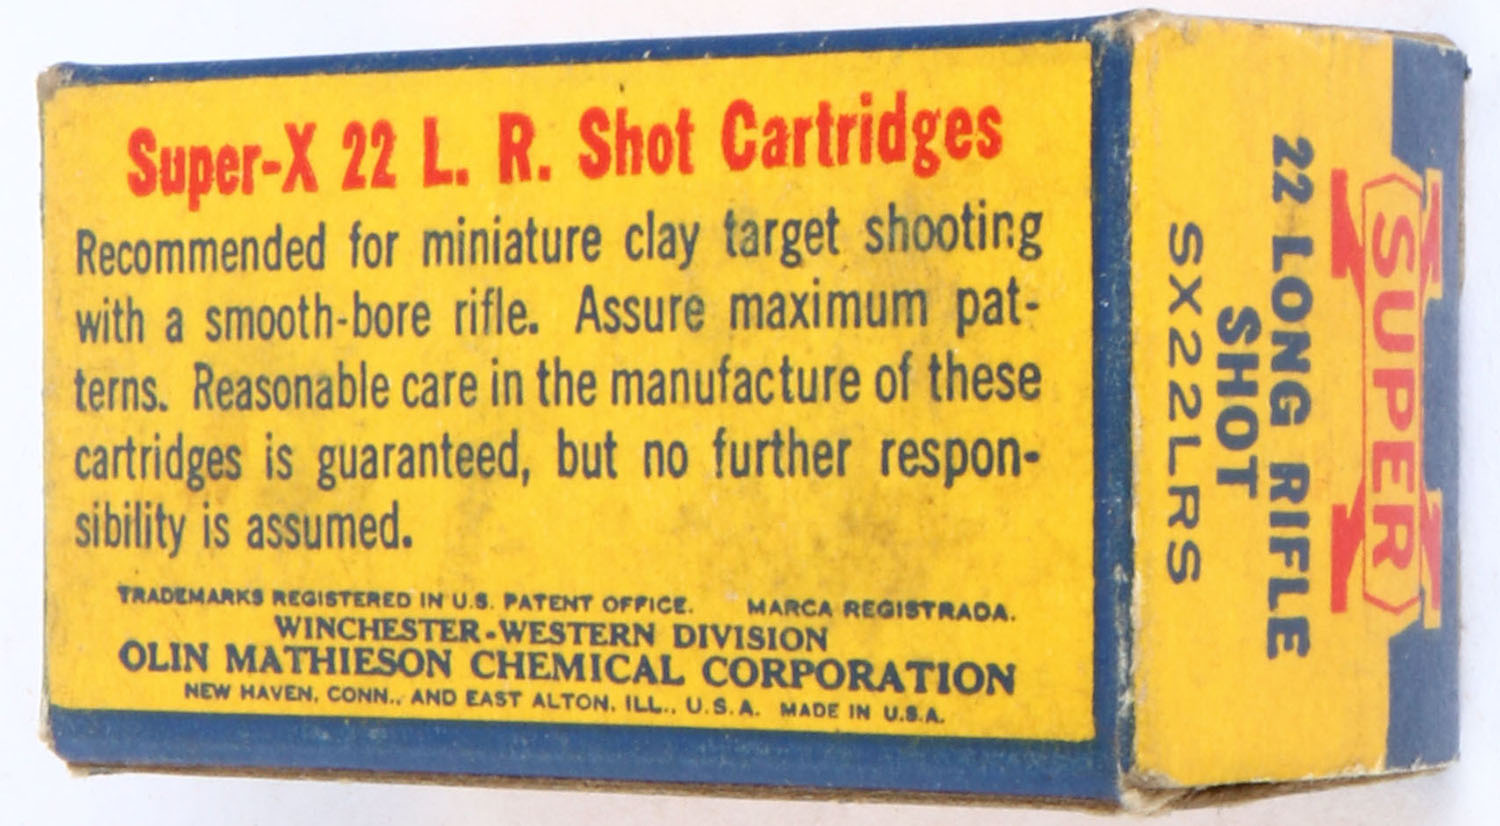 Super-X 22 L. R. Shot Cartridges
Recommended for miniature clay target shooting
with a smooth-bore rifle. Assure maximum pat-
terns. Reasonable care in the manufacture of these
cartridges is guaranteed, but no further respon-
sibility is assumed.
TRADEMARKS REGISTERED IN U.S. PATENT OFFICE. MARCA REGISTRADA.
WINCHESTER-WESTERN DIVISION
OLIN MATHIESON CHEMICAL CORPORATION
NEW HAVEN, CONN., AND EAST ALTON, ILL., U.S.A. MADE IN U.S.A.
SUPER X
22 LONG RIFLE
SHOT
SX22LRS